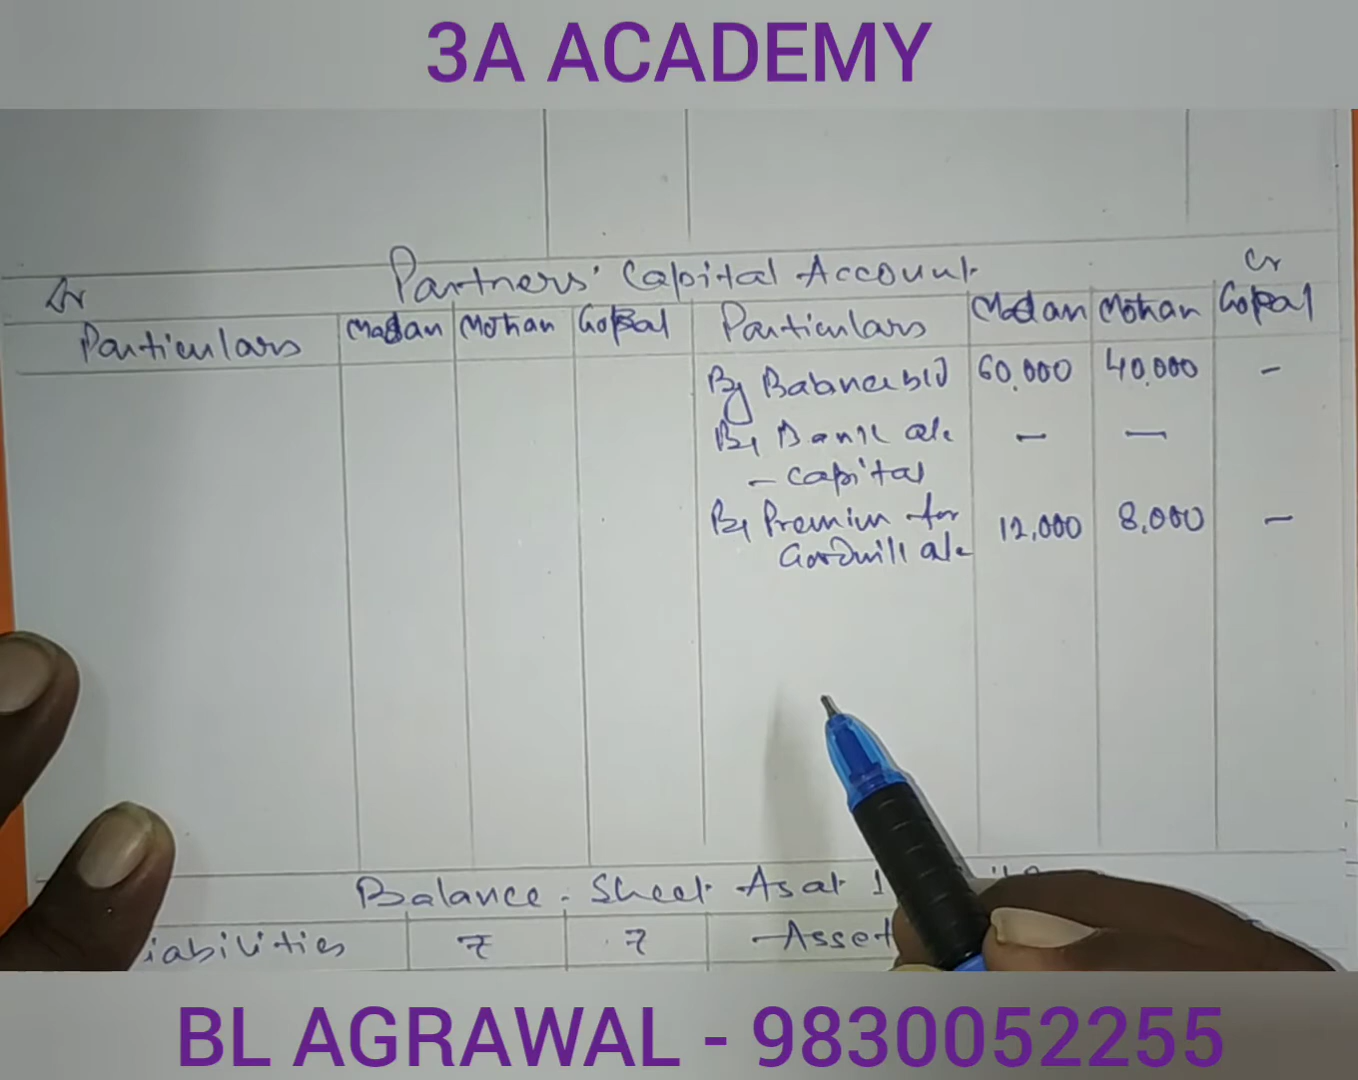 3A ACADEMY
Partners' Capital Account
Dr Cr
Particulars Madan Mohan Gopal Particulars Madan Mohan Gopal
By Balance b/d 60,000 40,000 -
By Bank a/c - -
- capital
By Premium for 12,000 8,000 -
Goodwill a/c
Balance Sheet As at 1
iabilities ₹ ₹ Asset
BL AGRAWAL - 9830052255